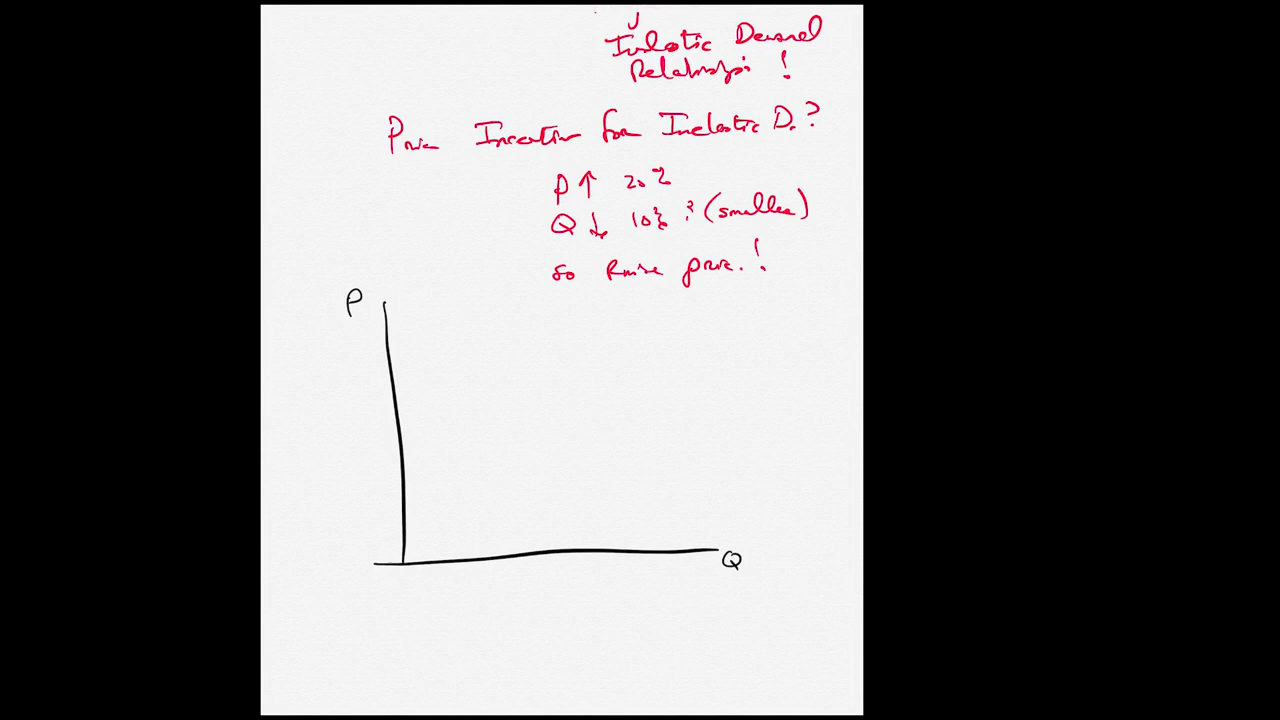 Inelastic Demand
Relationship !
Price Incentive for Inelastic D.?
P↑ 20%
Q↓ 10% ? (smaller)
so Raise price. !
P
Q